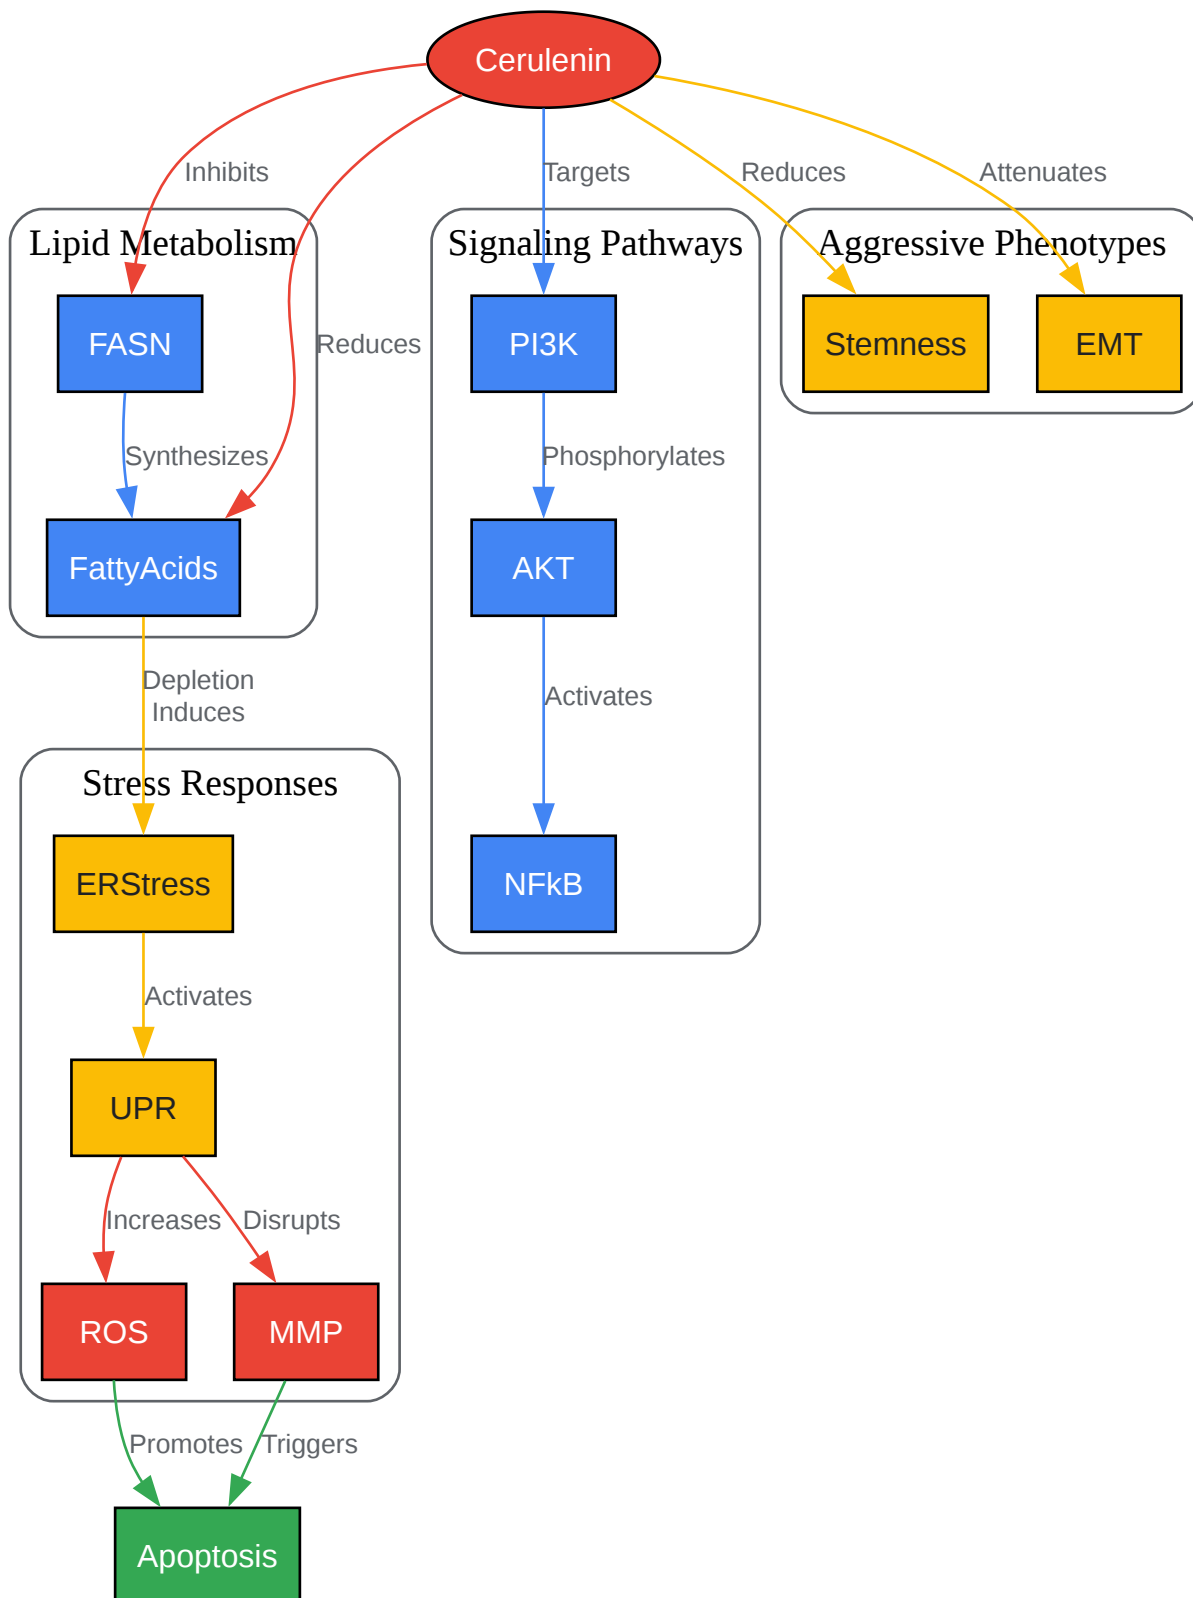 Cerulenin
Inhibits
Targets
Reduces
Attenuates
Lipid Metabolism
Signaling Pathways
Aggressive Phenotypes
FASN
Reduces
PI3K
Stemness
EMT
Synthesizes
Phosphorylates
FattyAcids
AKT
Depletion
Induces
Activates
Stress Responses
ERStress
NFkB
Activates
UPR
Increases
Disrupts
ROS
MMP
Promotes
Triggers
Apoptosis